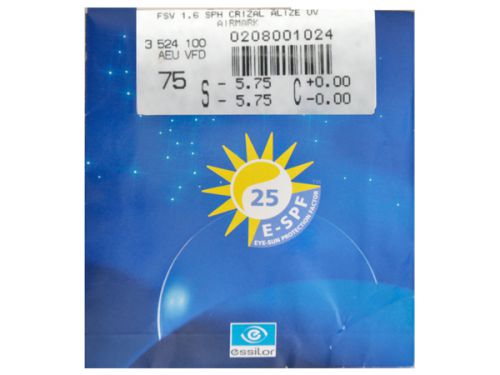 FSV 1.6 SPH CRIZAL ALIZE UV
AIRMARK
3 524 100
AEU VFD
0208001024
75
S - 5.75 C +0.00
- 5.75 -0.00
25
E-SPF
™
EYE-SUN PROTECTION FACTOR
essilor